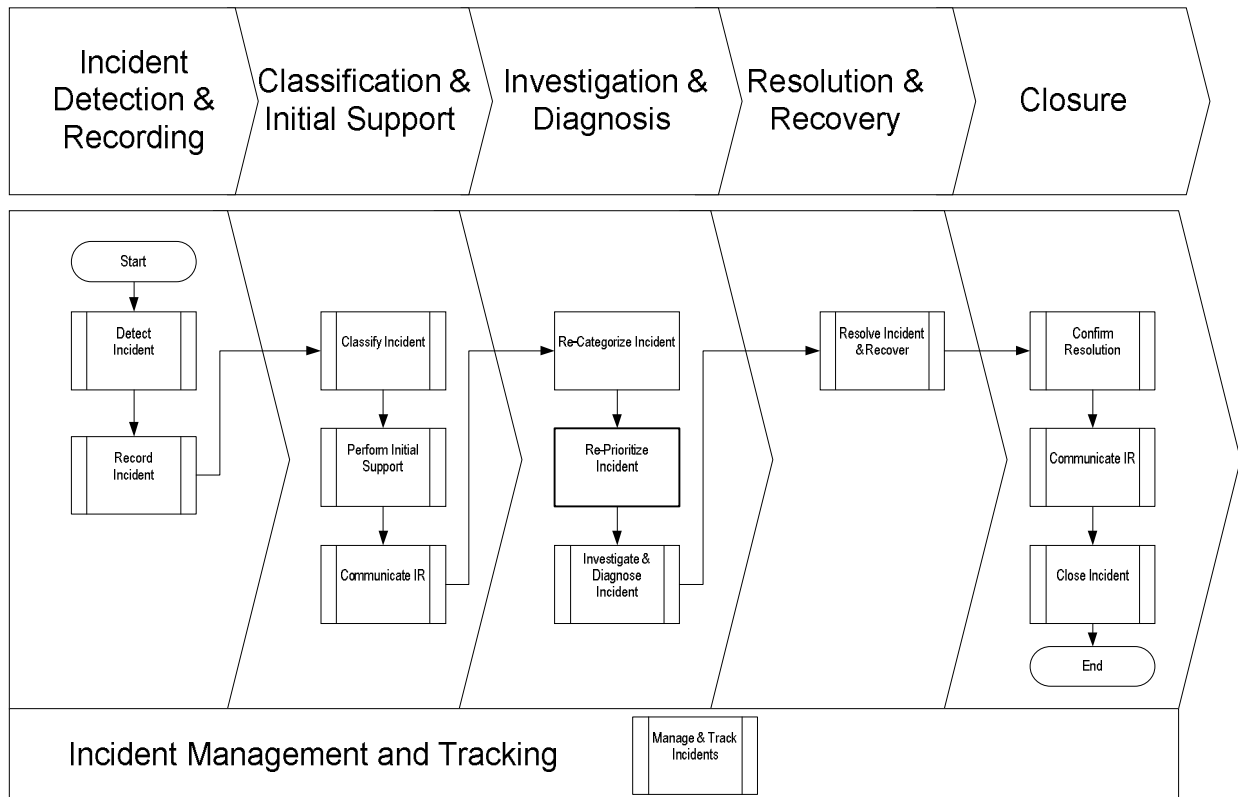 Incident
Detection &
Recording
Classification &
Initial Support
Investigation &
Diagnosis
Resolution &
Recovery
Closure
Start
Detect
Incident
Record
Incident
Classify Incident
Perform Initial
Support
Communicate IR
Re-Categorize Incident
Re-Prioritize
Incident
Investigate &
Diagnose
Incident
Resolve Incident
& Recover
Confirm
Resolution
Communicate IR
Close Incident
End
Incident Management and Tracking
Manage & Track
Incidents